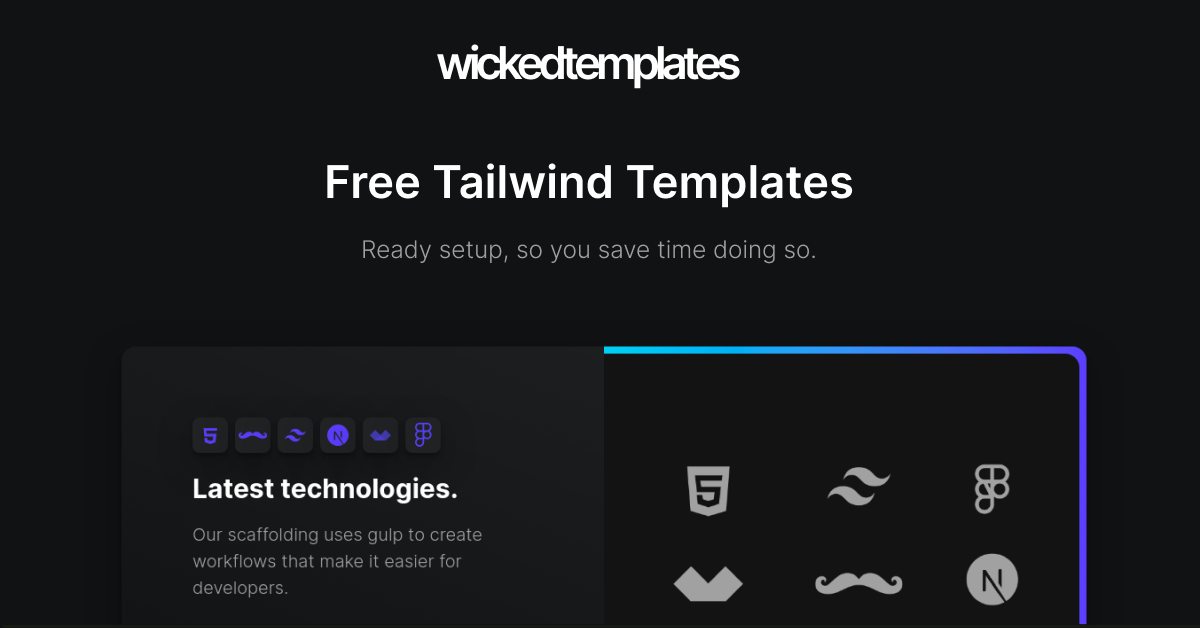 wickedtemplates
Free Tailwind Templates
Ready setup, so you save time doing so.
Latest technologies.
Our scaffolding uses gulp to create
workflows that make it easier for
developers.